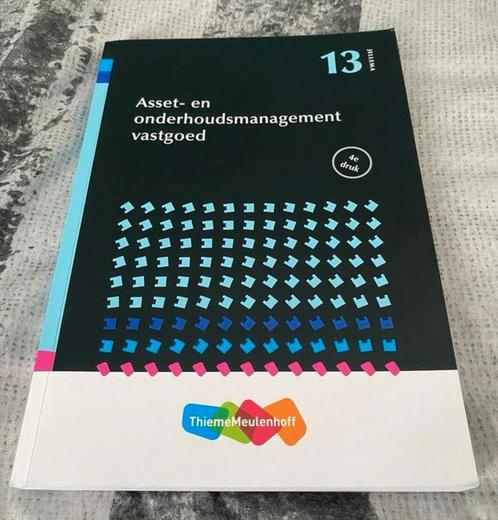 13
JELLEMA
Asset- en
onderhoudsmanagement
vastgoed
4e
druk
ThiemeMeulenhoff